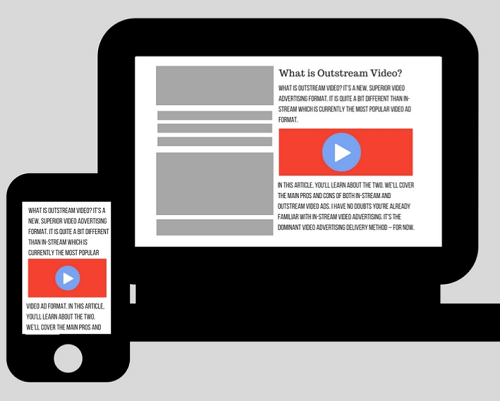 What is Outstream Video?
WHAT IS OUTSTREAM VIDEO? IT'S A NEW, SUPERIOR VIDEO
ADVERTISING FORMAT. IT IS QUITE A BIT DIFFERENT THAN IN-
STREAM WHICH IS CURRENTLY THE MOST POPULAR VIDEO AD
FORMAT.
IN THIS ARTICLE, YOU'LL LEARN ABOUT THE TWO. WE'LL COVER
THE MAIN PROS AND CONS OF BOTH IN-STREAM AND
OUTSTREAM VIDEO ADS. I HAVE NO DOUBTS YOU'RE ALREADY
FAMILIAR WITH IN-STREAM VIDEO ADVERTISING. IT'S THE
DOMINANT VIDEO ADVERTISING DELIVERY METHOD – FOR NOW.
WHAT IS OUTSTREAM VIDEO? IT'S A
NEW, SUPERIOR VIDEO ADVERTISING
FORMAT. IT IS QUITE A BIT DIFFERENT
THAN IN-STREAM WHICH IS
CURRENTLY THE MOST POPULAR
VIDEO AD FORMAT. IN THIS ARTICLE,
YOU'LL LEARN ABOUT THE TWO.
WE'LL COVER THE MAIN PROS AND